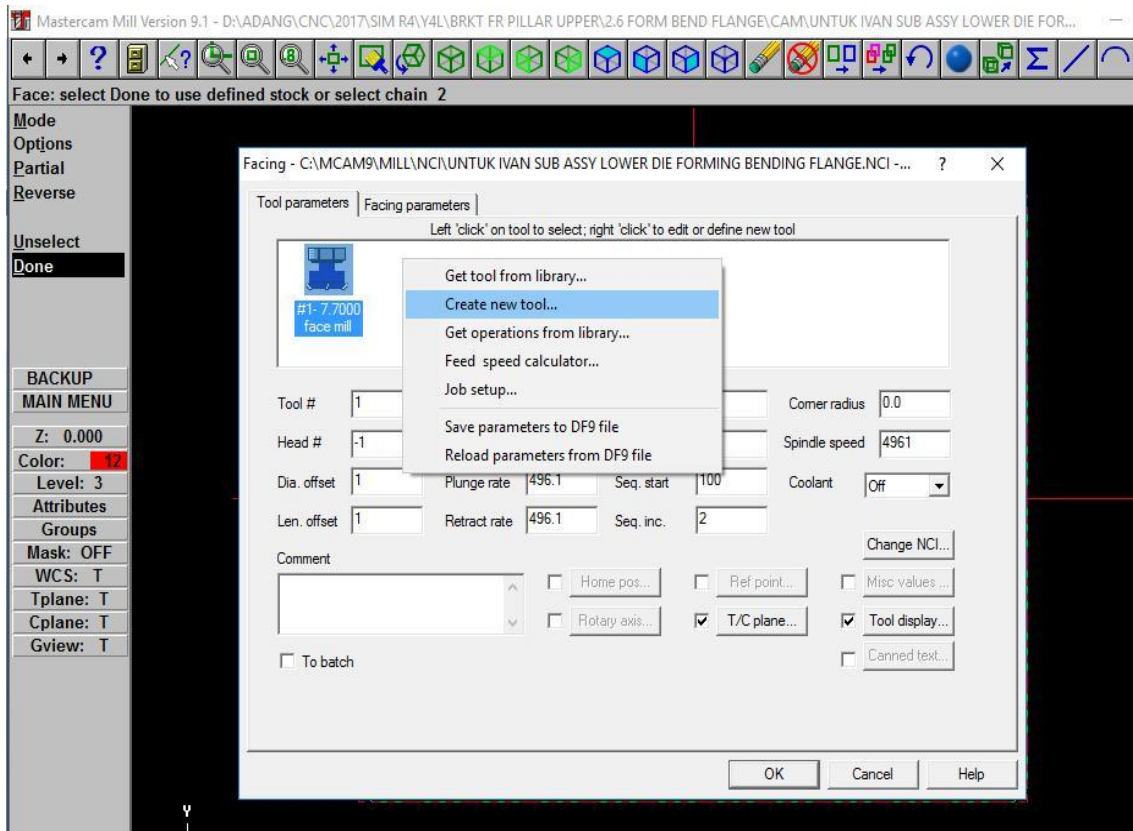 Mastercam Mill Version 9.1 - D:\ADANG\CNC\2017\SIM R4\Y4L\BRKT FR PILLAR UPPER\2.6 FORM BEND FLANGE\CAM\UNTUK IVAN SUB ASSY LOWER DIE FOR...
Face: select Done to use defined stock or select chain 2
Mode
Options
Partial
Reverse
Unselect
Done
BACKUP
MAIN MENU
Z: 0.000
Color: 12
Level: 3
Attributes
Groups
Mask: OFF
WCS: T
Tplane: T
Cplane: T
Gview: T
Facing - C:\MCAM9\MILL\NCI\UNTUK IVAN SUB ASSY LOWER DIE FORMING BENDING FLANGE.NCI -... ? X
Tool parameters Facing parameters
Left 'click' on tool to select; right 'click' to edit or define new tool
#1- 7.7000
face mill
Get tool from library...
Create new tool...
Get operations from library...
Feed speed calculator...
Job setup...
Save parameters to DF9 file
Reload parameters from DF9 file
Tool # 1 Corner radius 0.0
Head # -1 Spindle speed 4961
Dia. offset 1 Plunge rate 496.1 Seq. start 100 Coolant Off
Len. offset 1 Retract rate 496.1 Seq. inc. 2
Change NCI...
Comment
Home pos... Ref point... Misc values ...
Rotary axis... T/C plane... Tool display...
To batch Canned text...
OK Cancel Help
Y